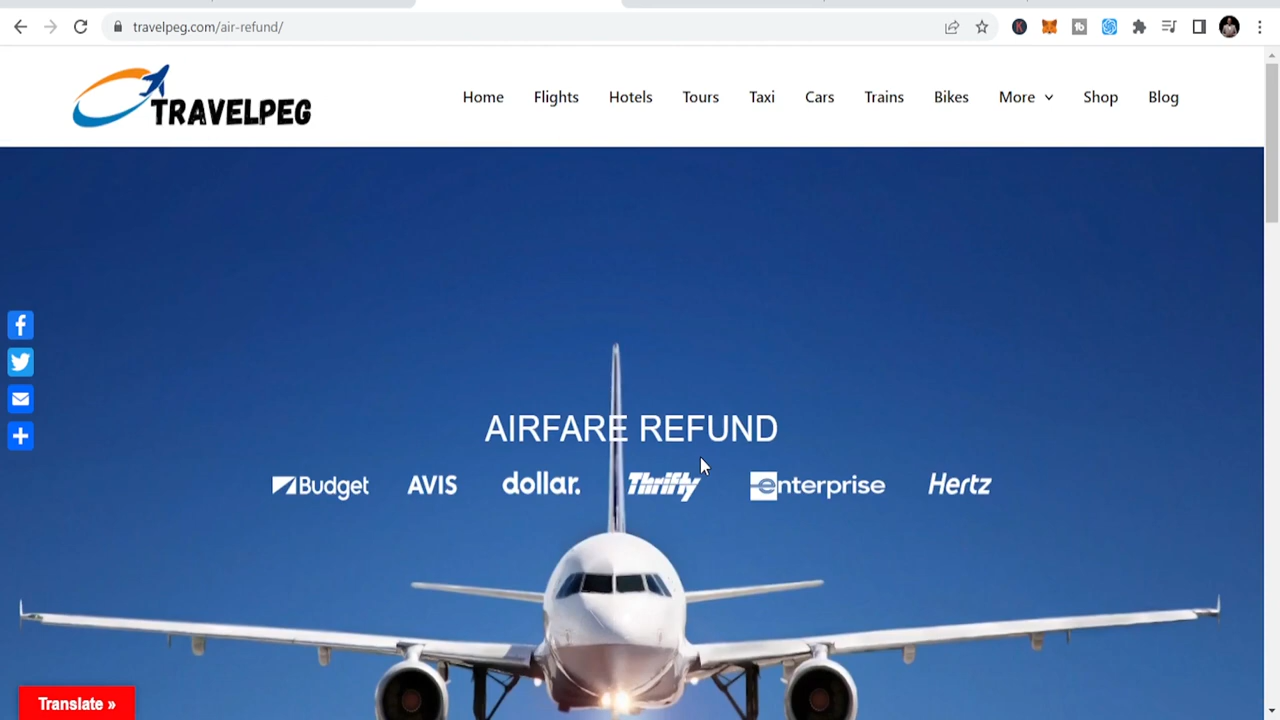 travelpeg.com/air-refund/
TRAVELPEG
Home Flights Hotels Tours Taxi Cars Trains Bikes More Shop Blog
AIRFARE REFUND
Budget AVIS dollar. Thrifty enterprise Hertz
Translate »